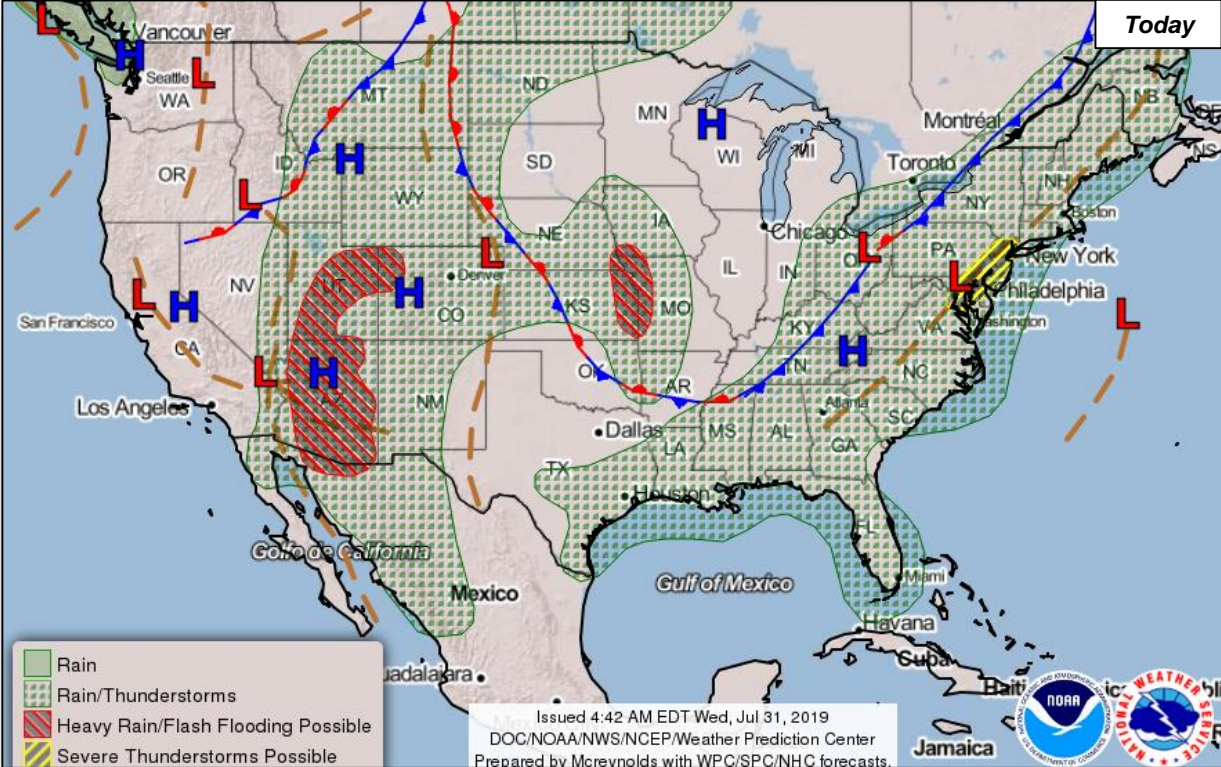 Today
L
Vancouver
H
Seattle
L
WA
MT
ND
MN
H
WI
MI
Montréal
NB
NS
OR
ID
H
L
WY
SD
IA
Toronto
NY
NH
Boston
NE
L
Denver
Chicago
L
PA
New York
NV
UT
H
CO
KS
MO
IL
IN
L
Philadelphia
L
H
L
San Francisco
CA
KY
VA
H
L
H
AZ
NM
OK
AR
TN
NC
Los Angeles
Dallas
LA
MS
AL
Atlanta
GA
SC
TX
Houston
FL
Golfo de California
Gulf of Mexico
Miami
Mexico
Havana
Cuba
Jamaica
Rain
Rain/Thunderstorms
Heavy Rain/Flash Flooding Possible
Severe Thunderstorms Possible
Issued 4:42 AM EDT Wed, Jul 31, 2019
DOC/NOAA/NWS/NCEP/Weather Prediction Center
Prepared by Mcreynolds with WPC/SPC/NHC forecasts.
NOAA
NATIONAL WEATHER SERVICE